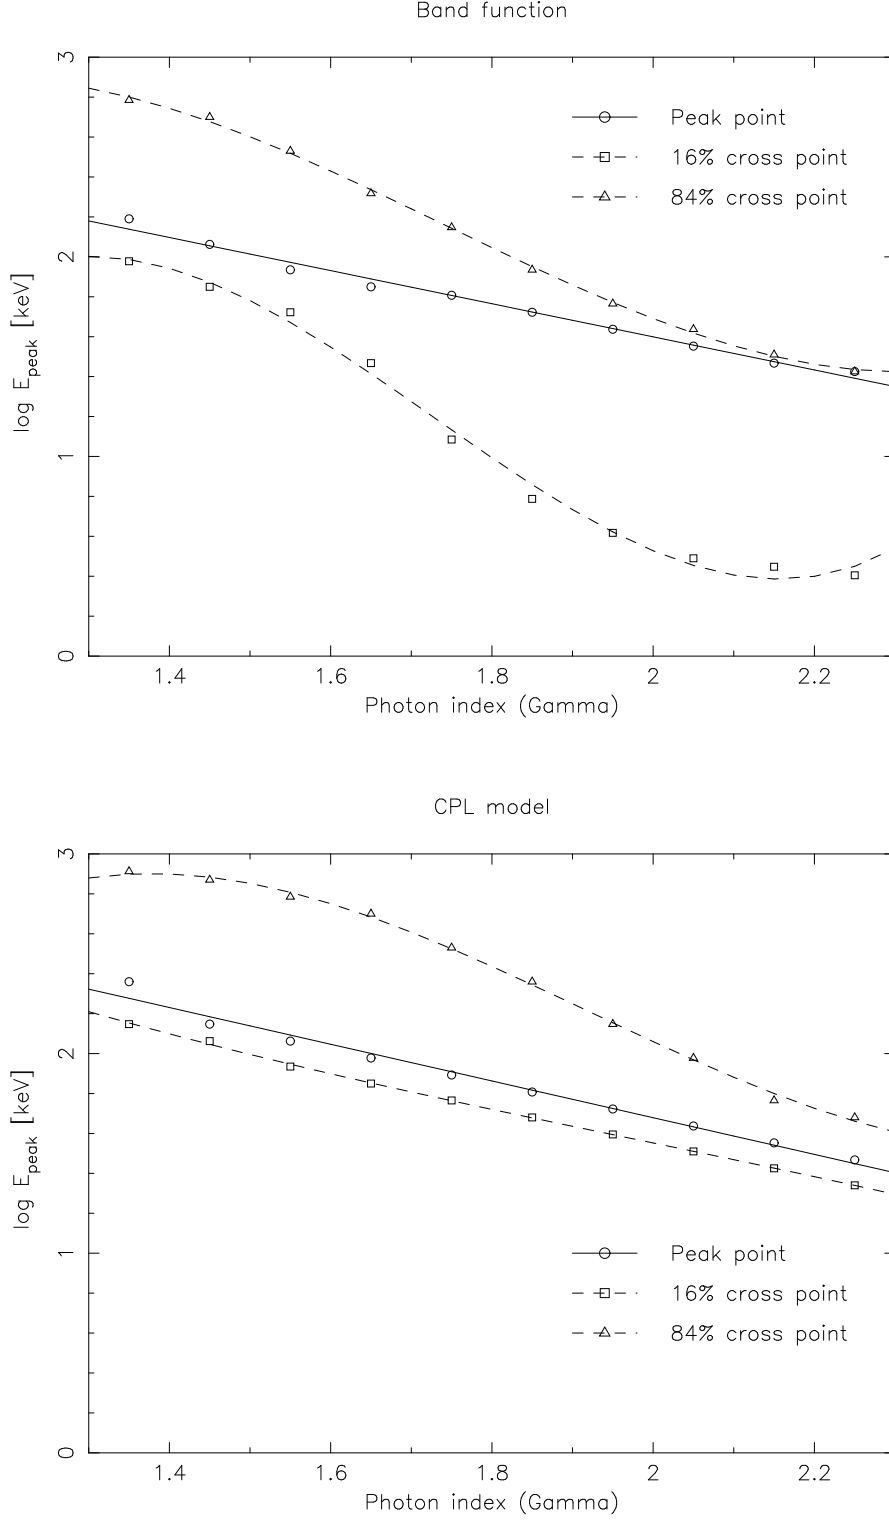 Band function
3
Peak point
16% cross point
84% cross point
2
log E_peak [keV]
1
0
1.4 1.6 1.8 2 2.2
Photon index (Gamma)
CPL model
3
2
log E_peak [keV]
1
Peak point
16% cross point
84% cross point
0
1.4 1.6 1.8 2 2.2
Photon index (Gamma)